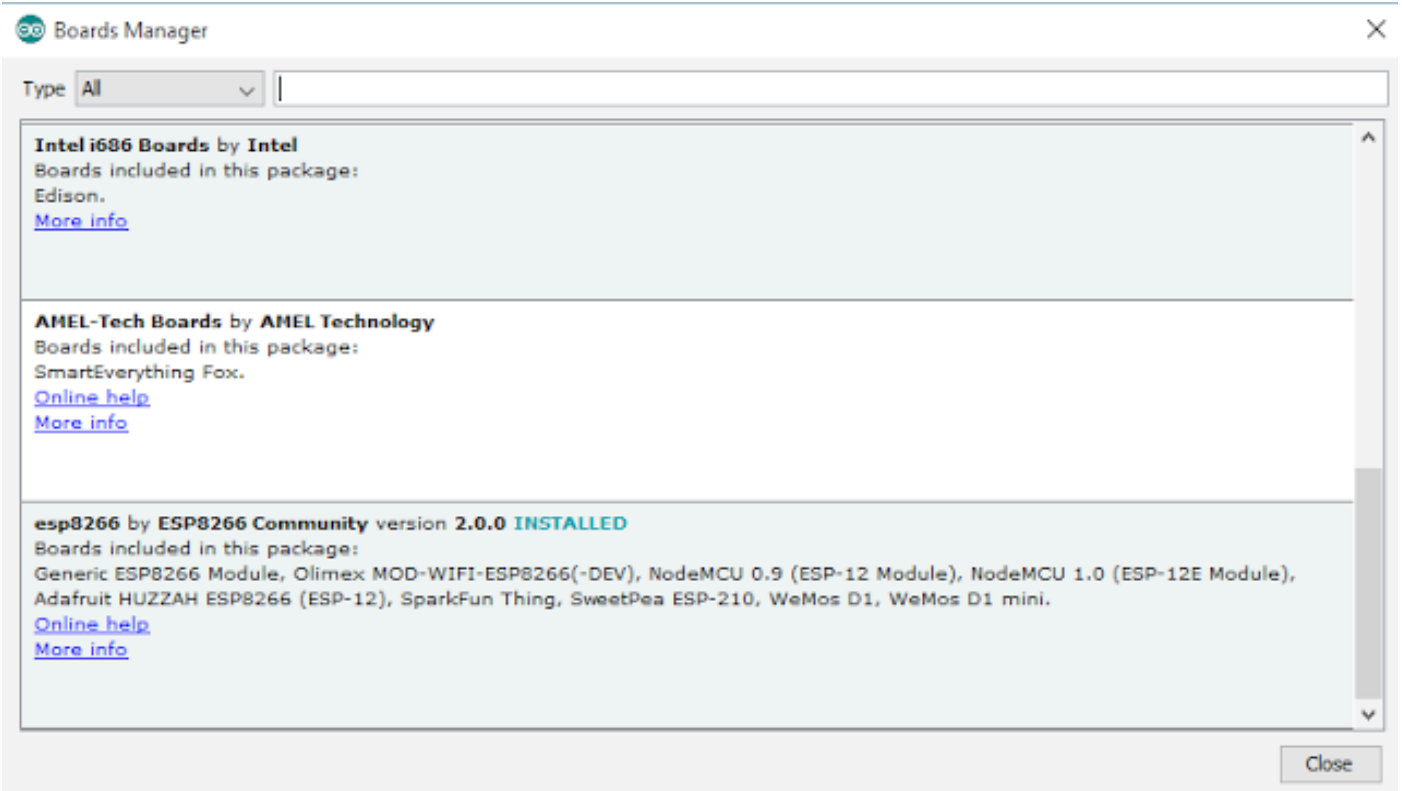 Boards Manager
Type All
Intel i686 Boards by Intel
Boards included in this package:
Edison.
More info
AMEL-Tech Boards by AMEL Technology
Boards included in this package:
SmartEverything Fox.
Online help
More info
esp8266 by ESP8266 Community version 2.0.0 INSTALLED
Boards included in this package:
Generic ESP8266 Module, Olimex MOD-WIFI-ESP8266(-DEV), NodeMCU 0.9 (ESP-12 Module), NodeMCU 1.0 (ESP-12E Module),
Adafruit HUZZAH ESP8266 (ESP-12), SparkFun Thing, SweetPea ESP-210, WeMos D1, WeMos D1 mini.
Online help
More info
Close